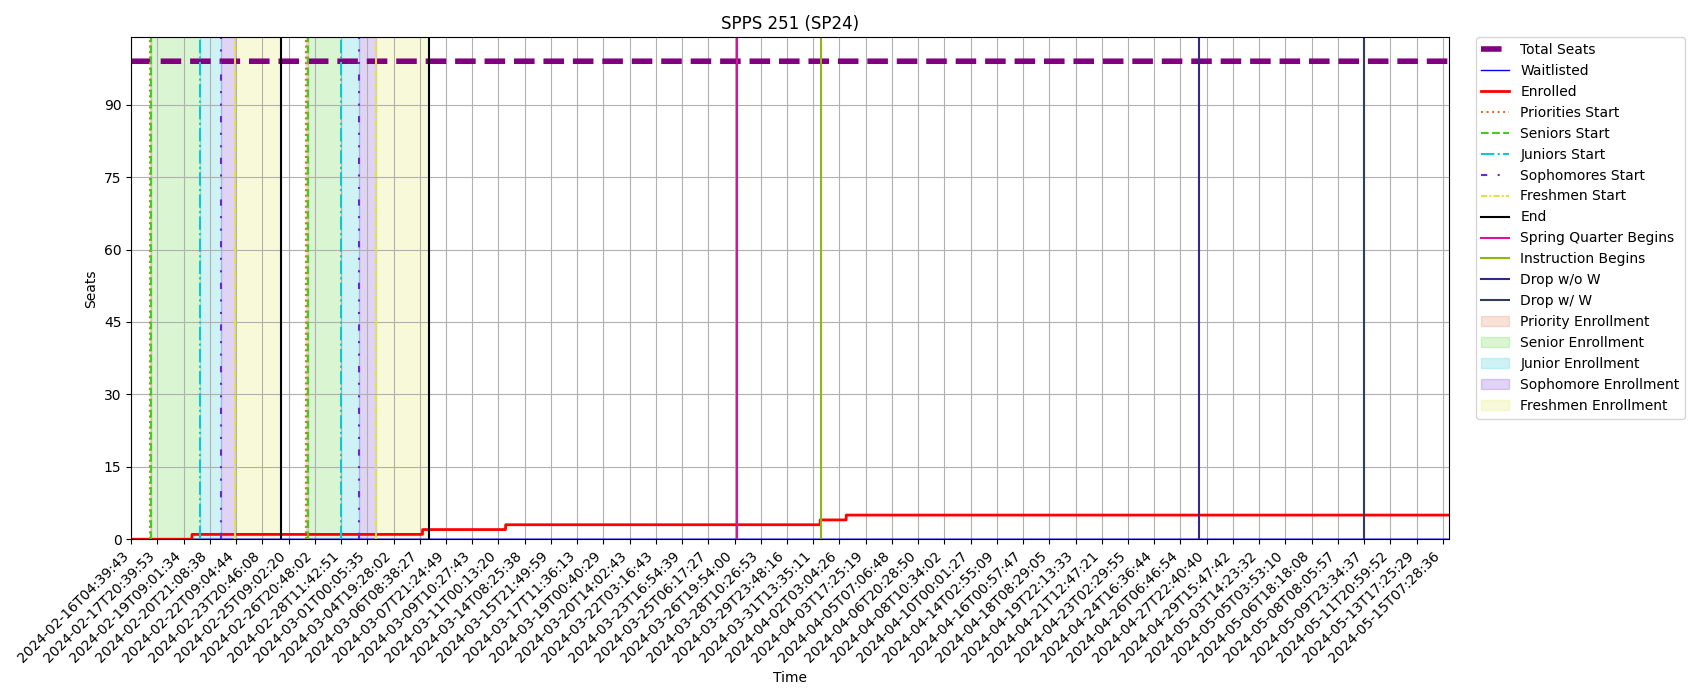 SPPS 251 (SP24)
90
75
60
45
30
15
0
Seats
2024-02-16T04:39:43
2024-02-17T20:39:53
2024-02-19T09:01:34
2024-02-20T21:08:38
2024-02-22T09:04:44
2024-02-23T20:46:08
2024-02-25T09:02:20
2024-02-26T20:48:02
2024-02-28T11:42:51
2024-03-01T00:05:35
2024-03-04T19:28:02
2024-03-06T08:38:27
2024-03-07T21:24:49
2024-03-09T10:27:43
2024-03-11T00:13:20
2024-03-14T08:25:38
2024-03-15T21:49:59
2024-03-17T11:36:13
2024-03-19T00:40:29
2024-03-20T14:02:43
2024-03-22T03:16:43
2024-03-23T16:54:39
2024-03-25T06:17:27
2024-03-26T19:54:00
2024-03-28T10:26:53
2024-03-29T23:48:16
2024-03-31T13:35:11
2024-04-02T03:04:26
2024-04-03T17:25:19
2024-04-05T07:06:48
2024-04-06T20:28:50
2024-04-08T10:34:02
2024-04-10T00:01:27
2024-04-14T02:55:09
2024-04-16T00:57:47
2024-04-18T08:29:05
2024-04-19T22:13:33
2024-04-21T12:47:21
2024-04-23T02:29:55
2024-04-24T16:36:44
2024-04-26T06:46:54
2024-04-27T22:40:40
2024-04-29T15:47:42
2024-05-03T14:23:32
2024-05-05T03:53:10
2024-05-06T18:18:09
2024-05-08T08:05:57
2024-05-09T23:34:37
2024-05-11T20:59:52
2024-05-13T17:25:29
2024-05-15T07:28:36
Time
Total Seats
Waitlisted
Enrolled
Priorities Start
Seniors Start
Juniors Start
Sophomores Start
Freshmen Start
End
Spring Quarter Begins
Instruction Begins
Drop w/o W
Drop w/ W
Priority Enrollment
Senior Enrollment
Junior Enrollment
Sophomore Enrollment
Freshmen Enrollment